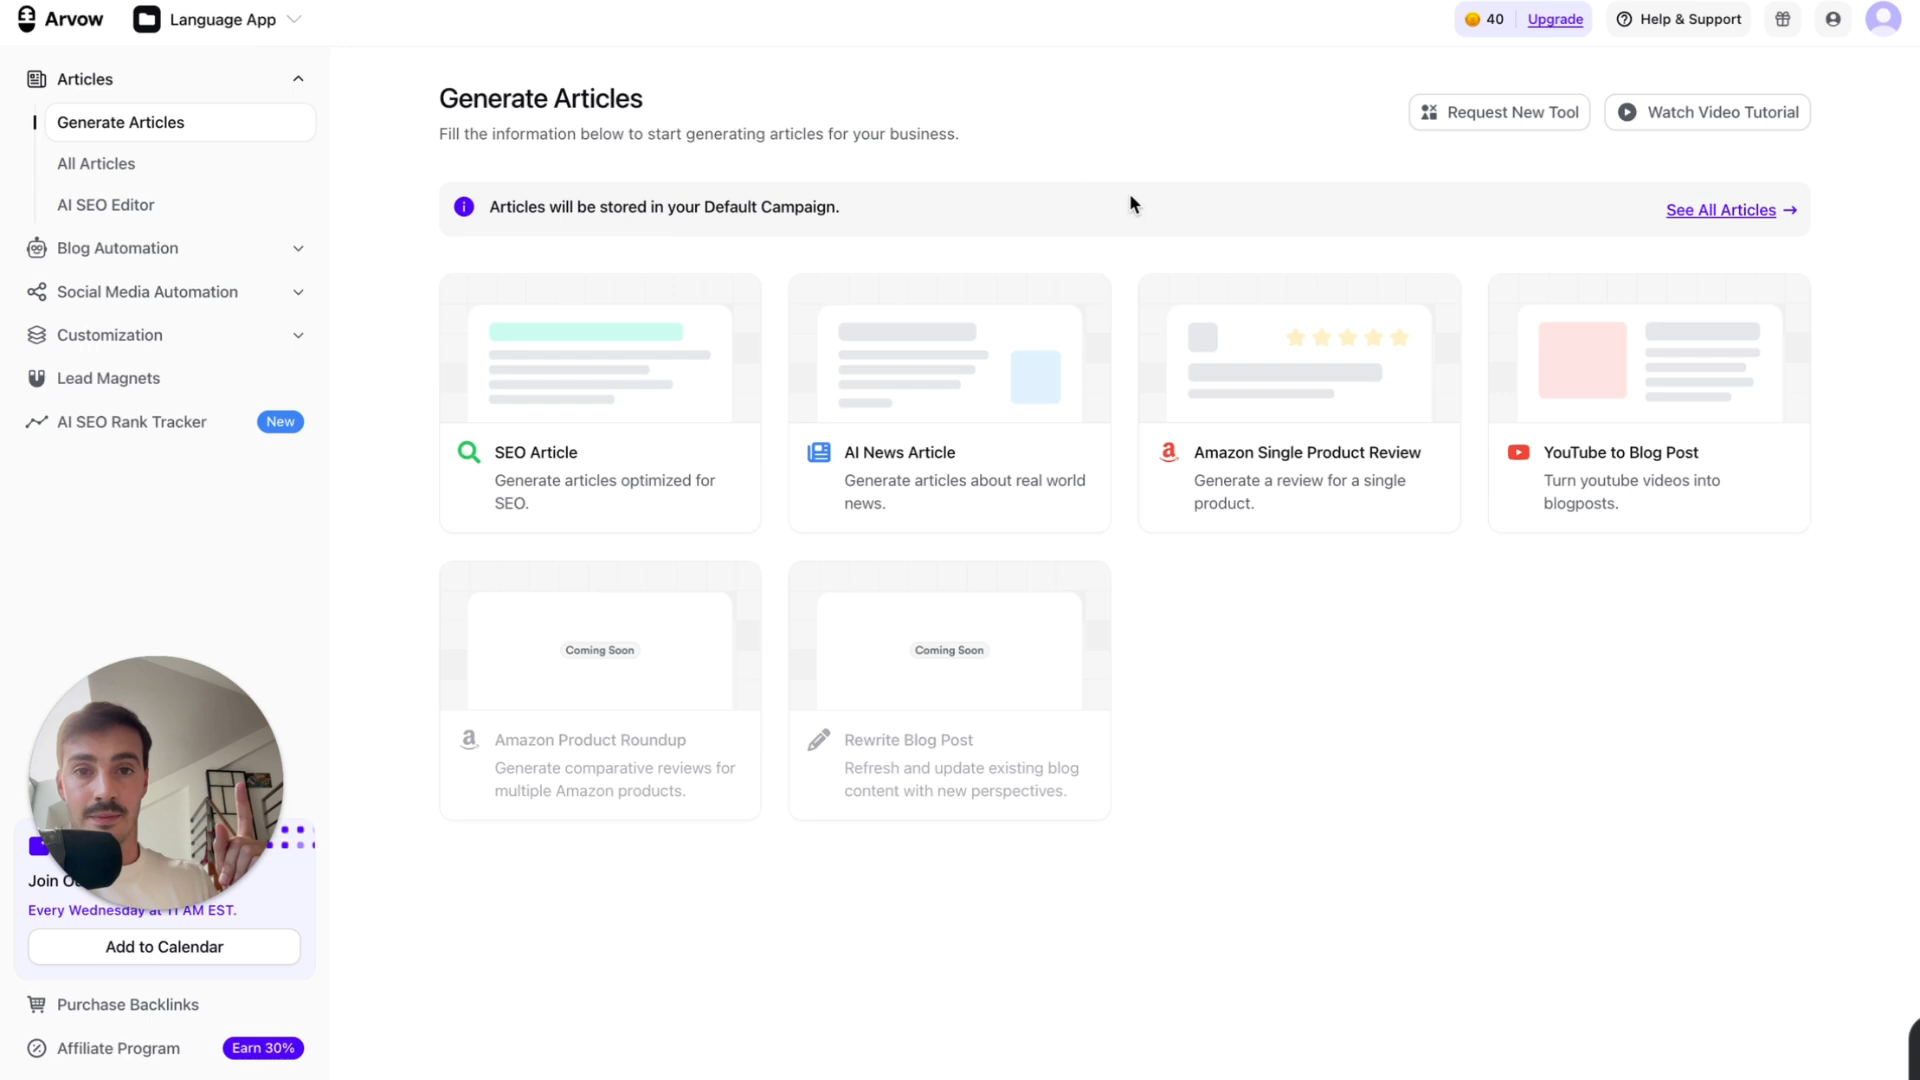 Arvow
Language App
40
Upgrade
Help & Support
Articles
Generate Articles
All Articles
AI SEO Editor
Blog Automation
Social Media Automation
Customization
Lead Magnets
AI SEO Rank Tracker
New
Join
Every Wednesday at 11 AM EST.
Add to Calendar
Purchase Backlinks
Affiliate Program
Earn 30%
Generate Articles
Fill the information below to start generating articles for your business.
Request New Tool
Watch Video Tutorial
Articles will be stored in your Default Campaign.
See All Articles →
SEO Article
Generate articles optimized for
SEO.
AI News Article
Generate articles about real world
news.
Amazon Single Product Review
Generate a review for a single
product.
YouTube to Blog Post
Turn youtube videos into
blogposts.
Coming Soon
Amazon Product Roundup
Generate comparative reviews for
multiple Amazon products.
Coming Soon
Rewrite Blog Post
Refresh and update existing blog
content with new perspectives.